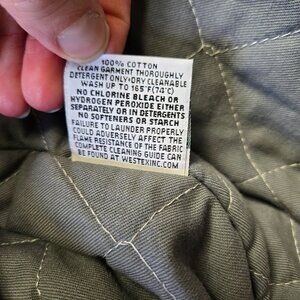 100% COTTON
CLEAN GARMENT THOROUGHLY
DETERGENT ONLY•DRY CLEANABLE
WASH UP TO 165°F(74°C)
NO CHLORINE BLEACH OR
HYDROGEN PEROXIDE EITHER
SEPARATELY OR IN DETERGENTS
NO SOFTENERS OR STARCH
FAILURE TO LAUNDER PROPERLY
COULD ADVERSELY AFFECT THE
FLAME RESISTANCE OF THE FABRIC
COMPLETE CLEANING GUIDE CAN
BE FOUND AT WESTEXINC.COM